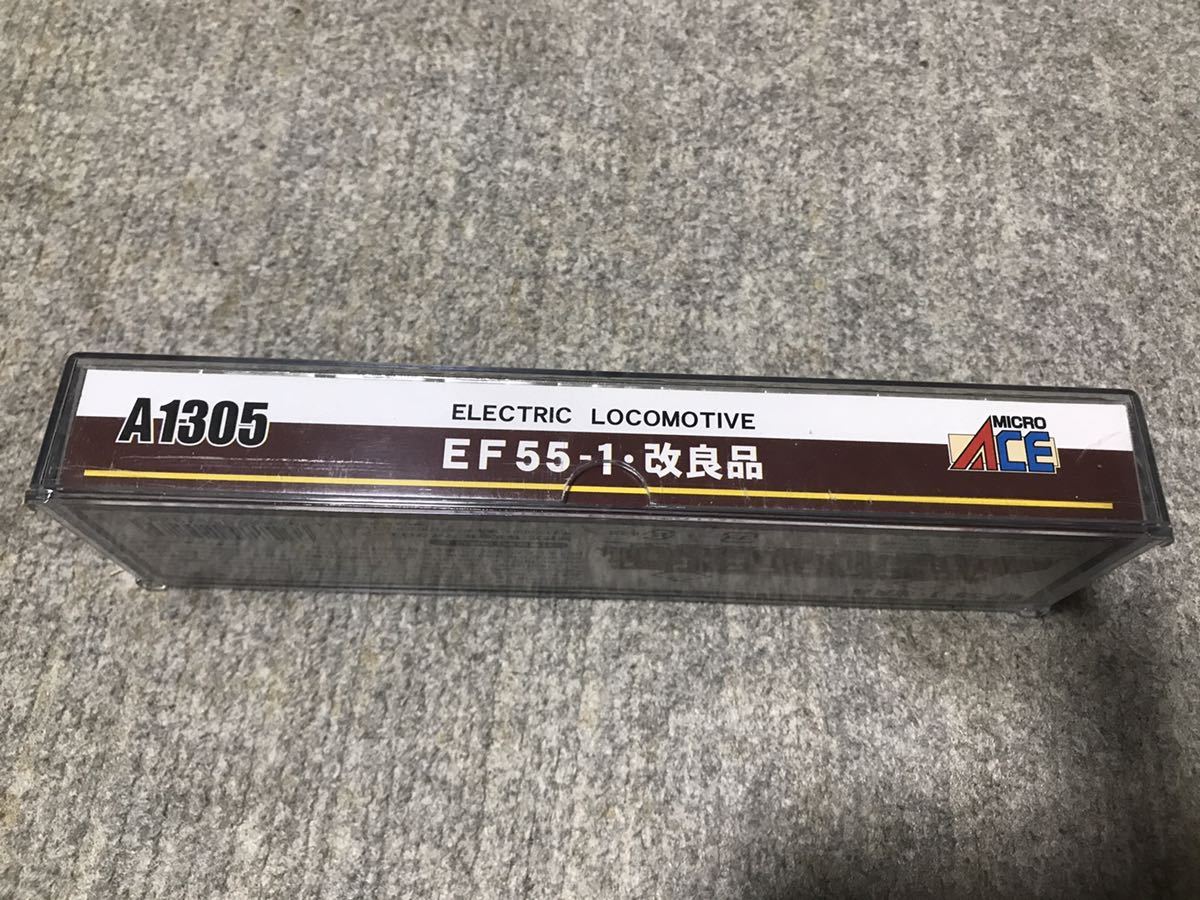 A1305
ELECTRIC LOCOMOTIVE
EF55-1・改良品
MICRO
ACE